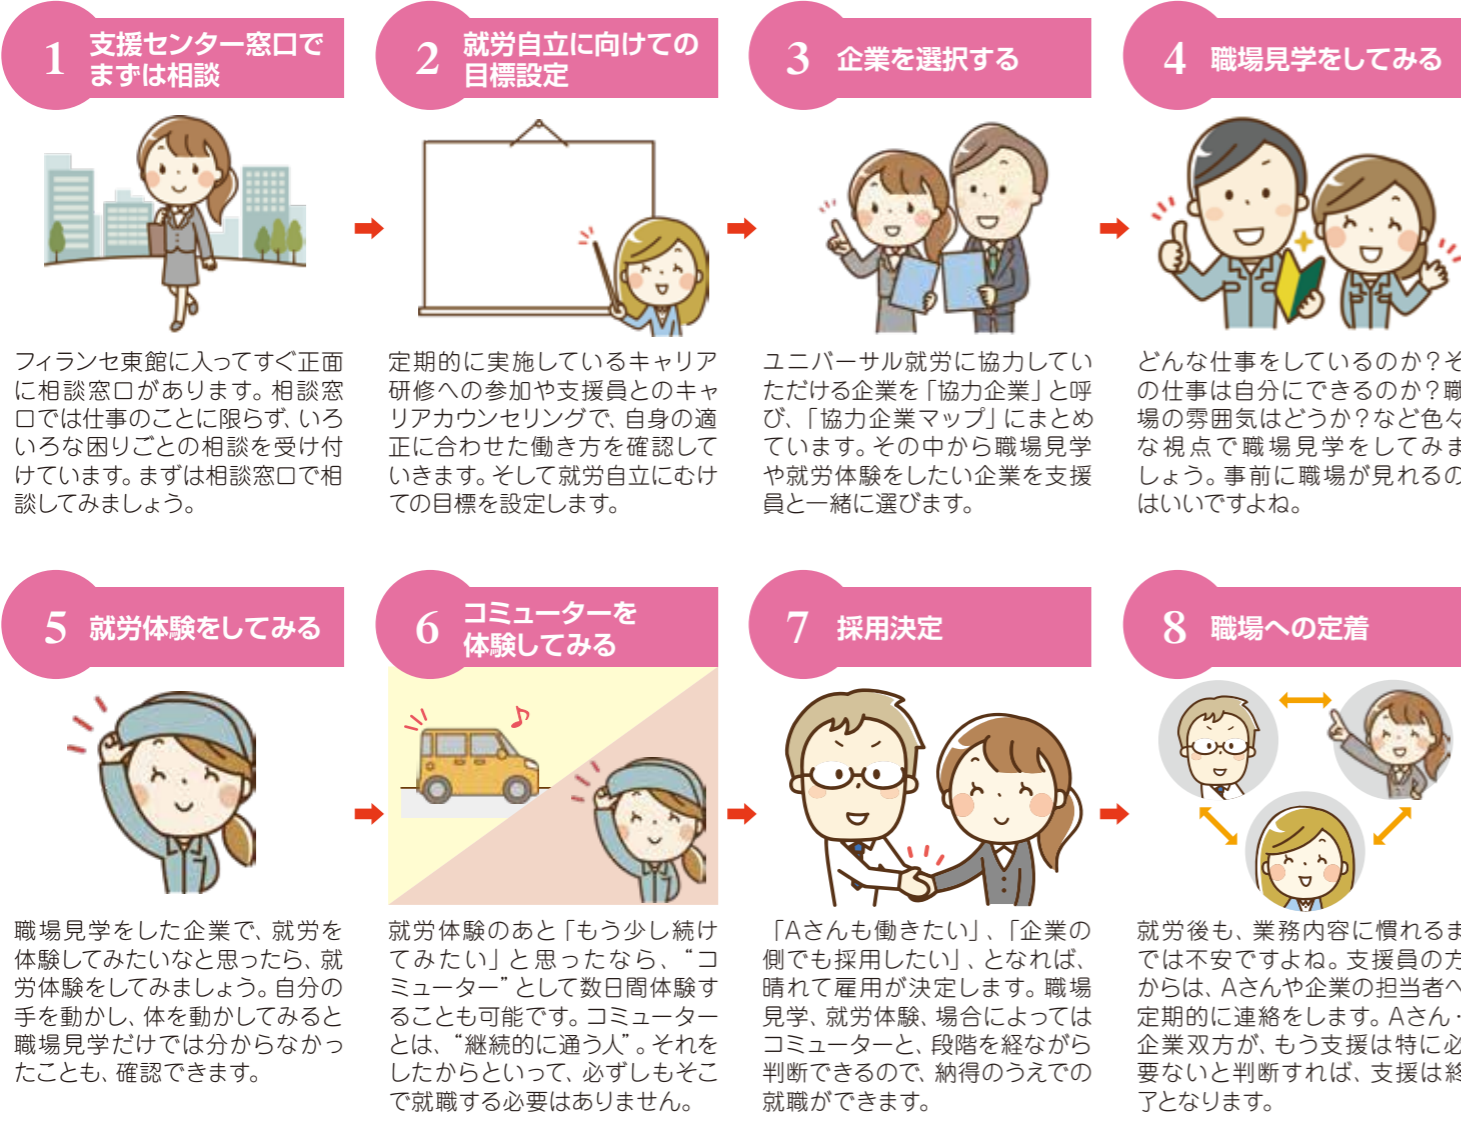 1 支援センター窓口で
まずは相談
フィランセ東館に入ってすぐ正面
に相談窓口があります。相談窓
口では仕事のことに限らず、いろ
いろな困りごとの相談を受け付
けています。まずは相談窓口で相
談してみましょう。
2 就労自立に向けての
目標設定
定期的に実施しているキャリア
研修への参加や支援員とのキャ
リアカウンセリングで、自身の適
正に合わせた働き方を確認して
いきます。そして就労自立にむけ
ての目標を設定します。
3 企業を選択する
ユニバーサル就労に協力してい
ただける企業を「協力企業」と呼
び、「協力企業マップ」にまとめ
ています。その中から職場見学
や就労体験をしたい企業を支援
員と一緒に選びます。
4 職場見学をしてみる
どんな仕事をしているのか?そ
の仕事は自分にできるのか?職
場の雰囲気はどうか?など色々
な視点で職場見学をしてみま
しょう。事前に職場が見れるの
はいいですよね。
5 就労体験をしてみる
職場見学をした企業で、就労を
体験してみたいなと思ったら、就
労体験をしてみましょう。自分の
手を動かし、体を動かしてみると
職場見学だけでは分からなかっ
たことも、確認できます。
6 コミューターを
体験してみる
就労体験のあと「もう少し続け
てみたい」と思ったなら、“コ
ミューター”として数日間体験す
ることも可能です。コミューター
とは、“継続的に通う人”。それを
したからといって、必ずしもそこ
で就職する必要はありません。
7 採用決定
「Aさんも働きたい」、「企業の
側でも採用したい」、となれば、
晴れて雇用が決定します。職場
見学、就労体験、場合によっては
コミューターと、段階を経ながら
判断できるので、納得のうえでの
就職ができます。
8 職場への定着
就労後も、業務内容に慣れるま
では不安ですよね。支援員の方
からは、Aさんや企業の担当者へ
定期的に連絡をします。Aさん・
企業双方が、もう支援は特に必
要ないと判断すれば、支援は終
了となります。